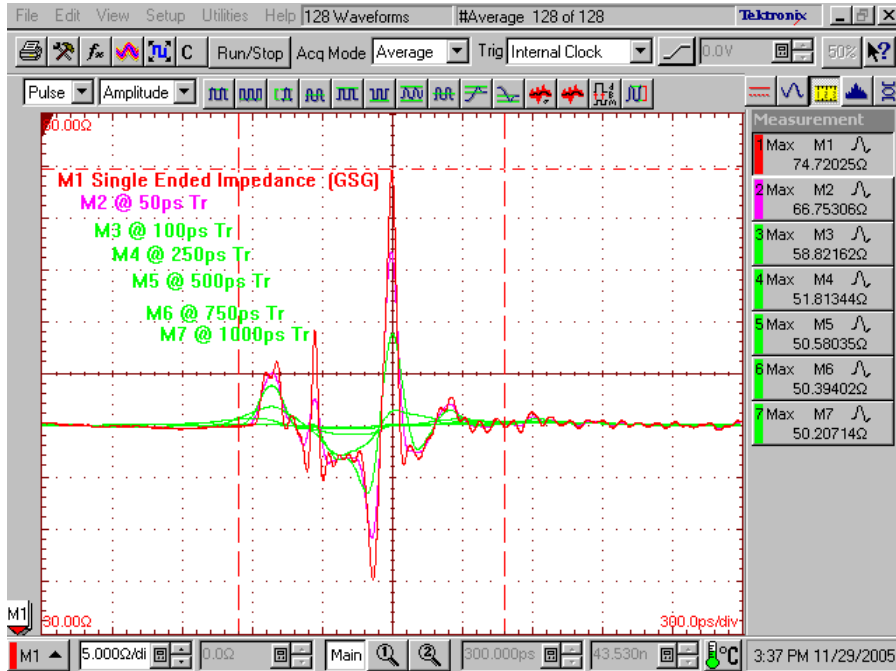 File Edit View Setup Utilities Help 128 Waveforms #Average 128 of 128 Tektronix
C Run/Stop Acq Mode Average Trig Internal Clock 0.0V 50%
Pulse Amplitude
Measurement
1 Max M1
74.72025Ω
2 Max M2
66.75306Ω
3 Max M3
58.82162Ω
4 Max M4
51.81344Ω
5 Max M5
50.58035Ω
6 Max M6
50.39402Ω
7 Max M7
50.20714Ω
M1 Single Ended Impedance (GSG)
M2 @ 50ps Tr
M3 @ 100ps Tr
M4 @ 250ps Tr
M5 @ 500ps Tr
M6 @ 750ps Tr
M7 @ 1000ps Tr
M1
30.00Ω 300.0ps/div
M1 5.000Ω/di 0.0Ω Main 1 2 300.000ps 43.530n °C 3:37 PM 11/29/200